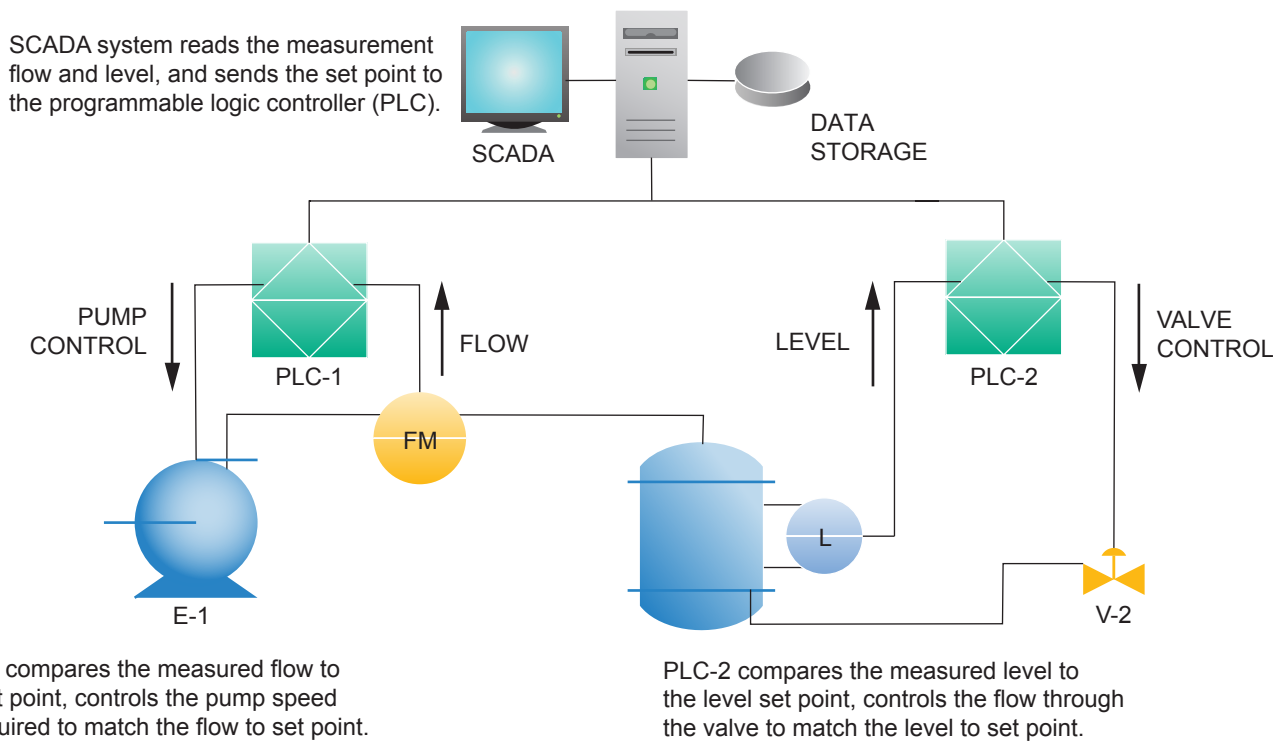 SCADA system reads the measurement
flow and level, and sends the set point to
the programmable logic controller (PLC).
SCADA
DATA
STORAGE
PUMP
CONTROL
FLOW
PLC-1
LEVEL
PLC-2
VALVE
CONTROL
FM
L
E-1
V-2
compares the measured flow to
point, controls the pump speed
to match the flow to set point.
PLC-2 compares the measured level to
the level set point, controls the flow through
the valve to match the level to set point.